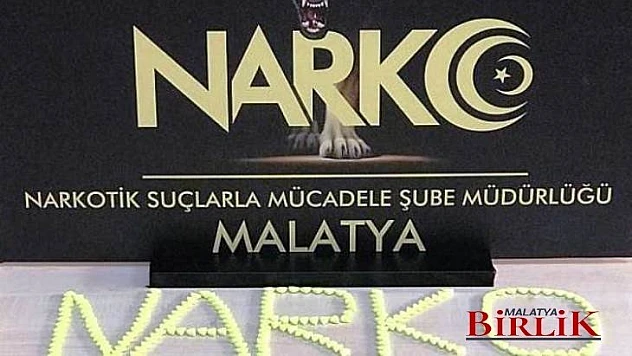 NARKO
NARKOTİK SUÇLARLA MÜCADELE ŞUBE MÜDÜRLÜĞÜ
MALATYA
NARKO
MALATYA
BİRLİK